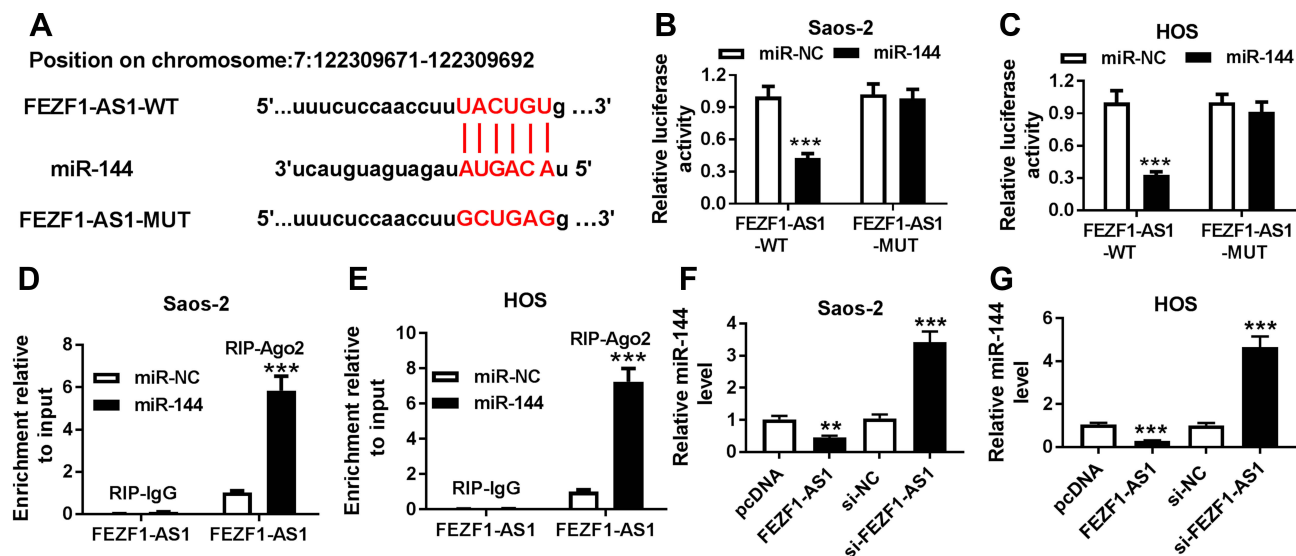 A
Position on chromosome:7:122309671-122309692
FEZF1-AS1-WT 5'...uuucuccaaccuuUACUGUg ...3'
miR-144 3'ucauguaguagauAUGACA u 5'
FEZF1-AS1-MUT 5'...uuucuccaaccuuGCUGAGg ...3'
B
Saos-2
miR-NC miR-144
Relative luciferase
activity
1.2
0.9
0.6
0.3
0.0
***
FEZF1-AS1 FEZF1-AS1
-WT -MUT
C
HOS
miR-NC miR-144
Relative luciferase
activity
1.2
0.9
0.6
0.3
0.0
***
FEZF1-AS1 FEZF1-AS1
-WT -MUT
D
Saos-2
Enrichment relative
to input
8
6
4
2
0
miR-NC
miR-144
RIP-Ago2
***
RIP-IgG
FEZF1-AS1 FEZF1-AS1
E
HOS
Enrichment relative
to input
10
8
6
4
2
0
miR-NC
miR-144
RIP-Ago2
***
RIP-IgG
FEZF1-AS1 FEZF1-AS1
F
Saos-2
Relative miR-144
level
4
3
2
1
0
**
***
pcDNA
FEZF1-AS1
si-NC
si-FEZF1-AS1
G
HOS
Relative miR-144
level
6
4
2
0
***
***
pcDNA
FEZF1-AS1
si-NC
si-FEZF1-AS1